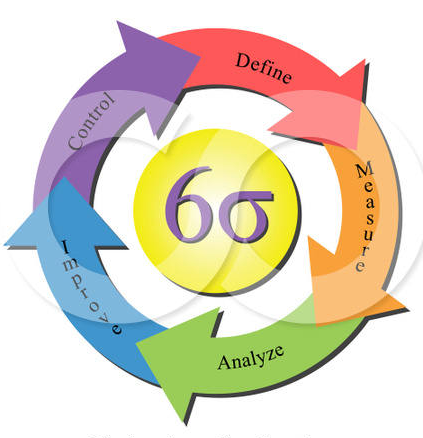 Define
Measure
Analyze
Improve
Control
6σ